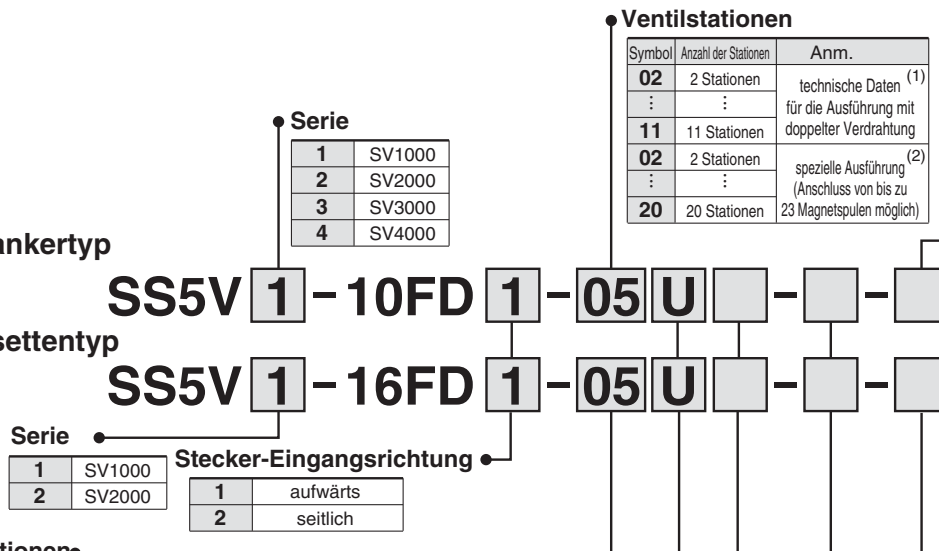 Ventilstationen
Symbol Anzahl der Stationen Anm.
02 2 Stationen technische Daten (1)
⋮ ⋮ für die Ausführung mit
11 11 Stationen doppelter Verdrahtung
02 2 Stationen spezielle Ausführung (2)
⋮ ⋮ (Anschluss von bis zu
20 20 Stationen 23 Magnetspulen möglich)
Serie
1 SV1000
2 SV2000
3 SV3000
4 SV4000
ankertyp
SS5V 1 - 10FD 1 - 05 U - -
settentyp
SS5V 1 - 16FD 1 - 05 U - -
Serie
1 SV1000
2 SV2000
Stecker-Eingangsrichtung
1 aufwärts
2 seitlich
tionen